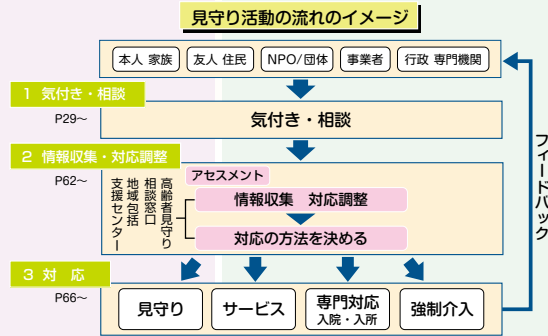 見守り活動の流れのイメージ
本人 家族
友人 住民
NPO/団体
事業者
行政 専門機関
1 気付き・相談
P29～
気付き・相談
2 情報収集・対応調整
P62～
高齢者見守り
相談窓口
地域包括
支援センター
アセスメント
情報収集 対応調整
対応の方法を決める
3 対 応
P66～
見守り
サービス
専門対応
入院・入所
強制介入
フィードバック